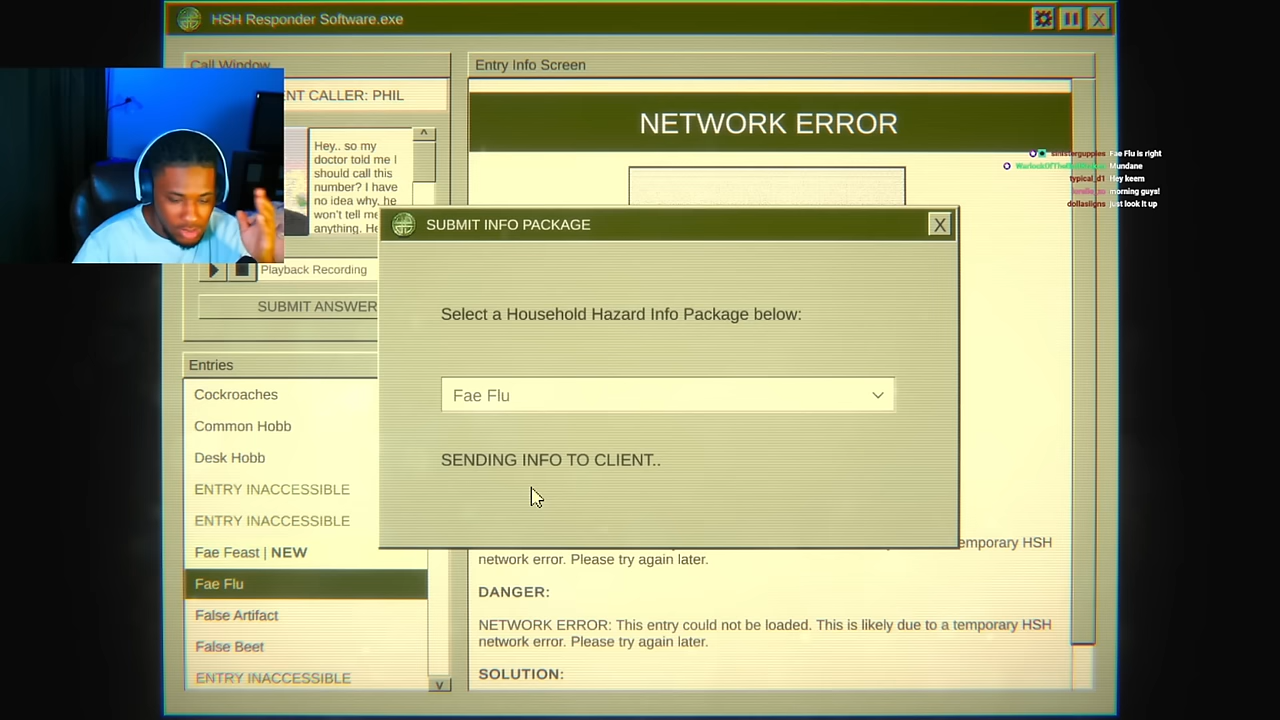 HSH Responder Software.exe
X
Call Window
ENT CALLER: PHIL
Hey.. so my
doctor told me I
should call this
number? I have
no idea why, he
won't tell me
anything. He
Playback Recording
SUBMIT ANSWER
Entries
Cockroaches
Common Hobb
Desk Hobb
ENTRY INACCESSIBLE
ENTRY INACCESSIBLE
Fae Feast | NEW
Fae Flu
False Artifact
False Beet
ENTRY INACCESSIBLE
Entry Info Screen
NETWORK ERROR
SUBMIT INFO PACKAGE
X
Select a Household Hazard Info Package below:
Fae Flu
SENDING INFO TO CLIENT..
emporary HSH
network error. Please try again later.
DANGER:
NETWORK ERROR: This entry could not be loaded. This is likely due to a temporary HSH
network error. Please try again later.
SOLUTION:
Fae Flu is right
Mundane
typical_d1 Hey keem
morning guys!
dollasligns just look it up